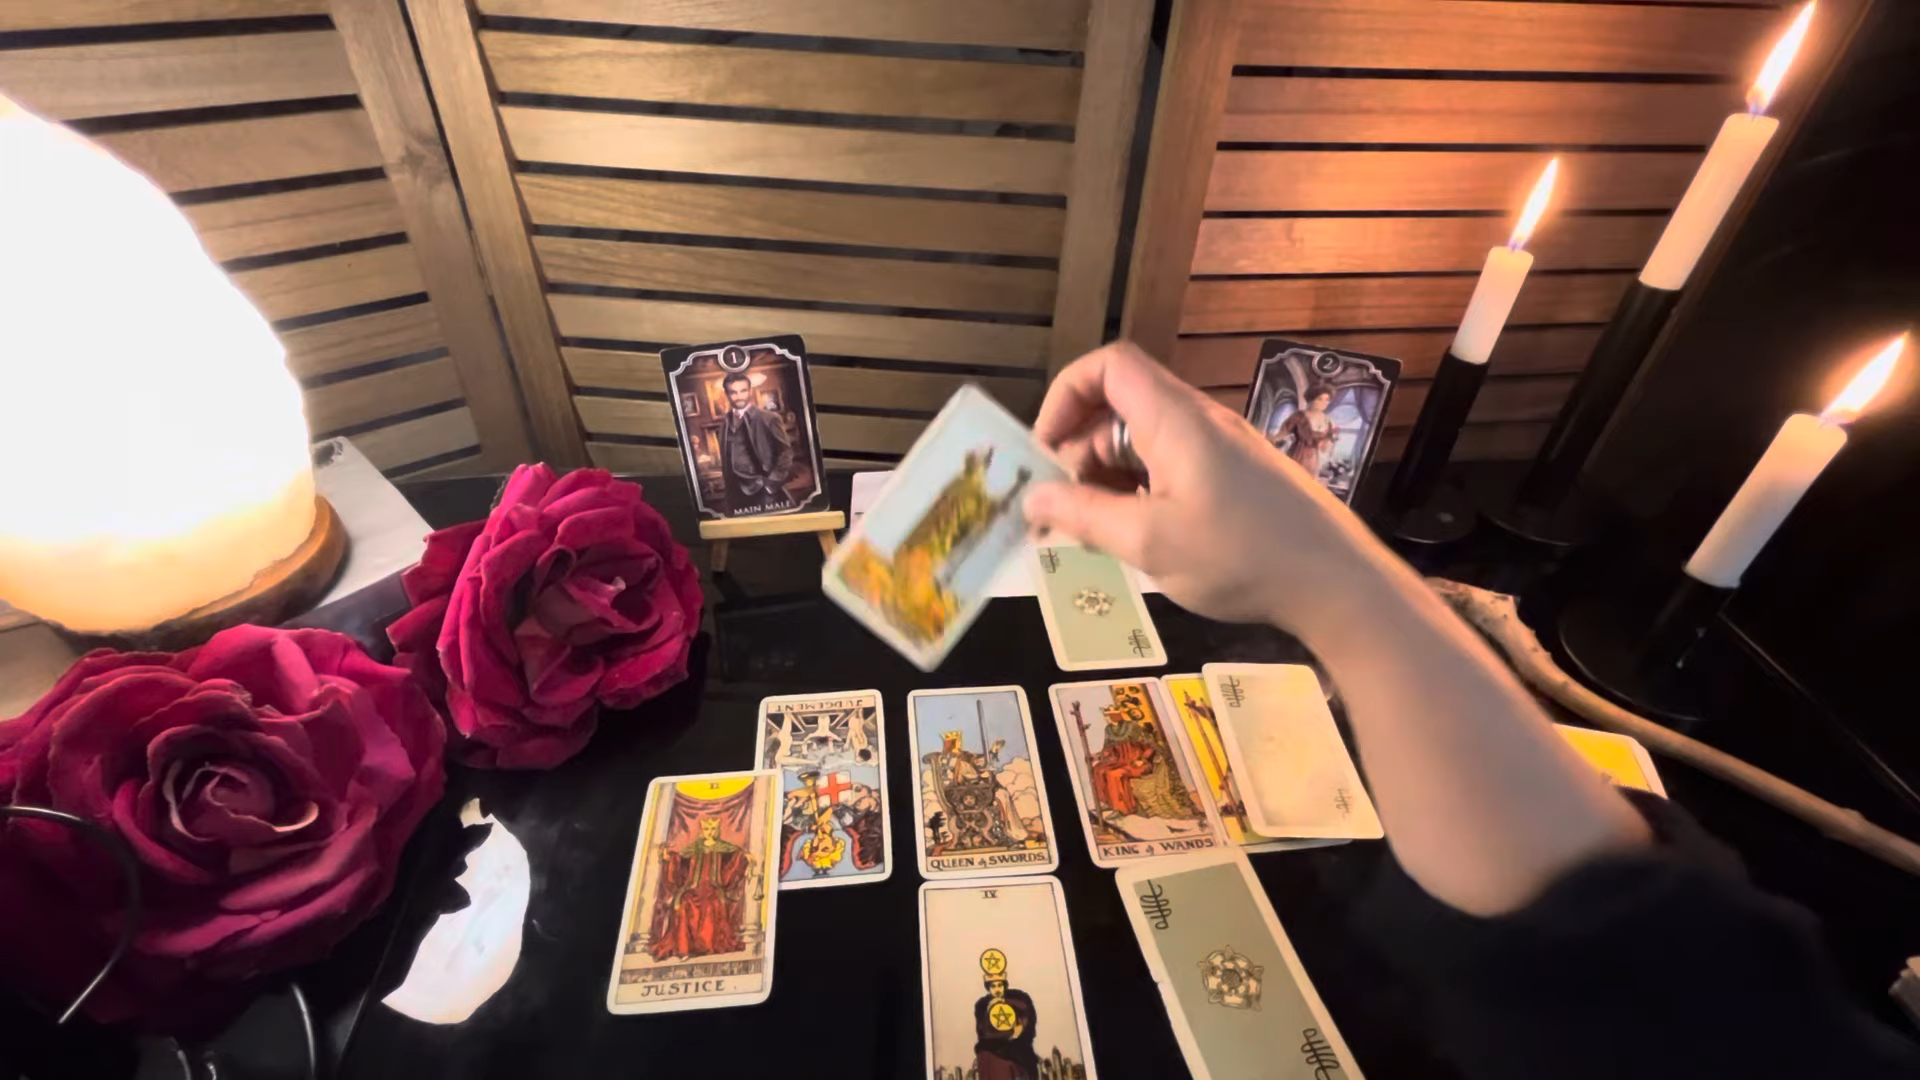 1
MAIN MALE
2
JUDGEMENT
QUEEN of SWORDS.
KING of WANDS
JUSTICE.
IV